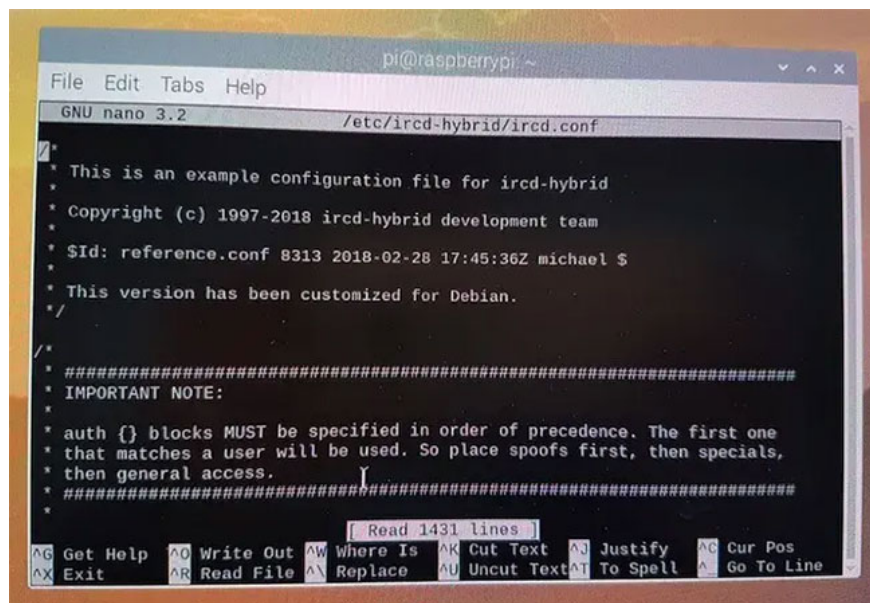 pi@raspberrypi: ~
File Edit Tabs Help
GNU nano 3.2 /etc/ircd-hybrid/ircd.conf
/*
* This is an example configuration file for ircd-hybrid
*
* Copyright (c) 1997-2018 ircd-hybrid development team
*
* $Id: reference.conf 8313 2018-02-28 17:45:36Z michael $
*
* This version has been customized for Debian.
*/
/*
* #########################################################################
* IMPORTANT NOTE:
*
* auth {} blocks MUST be specified in order of precedence. The first one
* that matches a user will be used. So place spoofs first, then specials,
* then general access.
* #########################################################################
*
[ Read 1431 lines ]
^G Get Help ^O Write Out ^W Where Is ^K Cut Text ^J Justify ^C Cur Pos
^X Exit ^R Read File ^\ Replace ^U Uncut Text ^T To Spell ^_ Go To Line